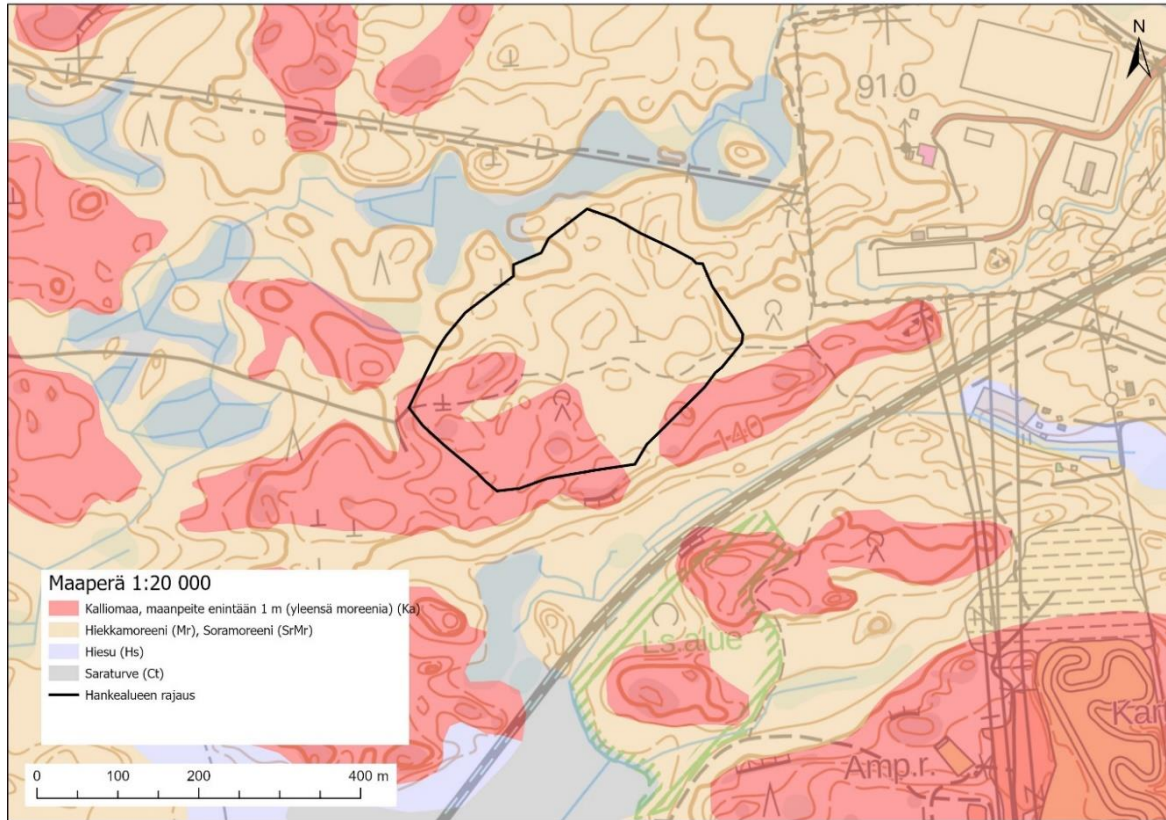 N
91.0
140
Ls.alue
Maaperä 1:20 000
Kalliomaa, maanpeite enintään 1 m (yleensä moreenia) (Ka)
Hiekkamoreeni (Mr), Soramoreeni (SrMr)
Hiesu (Hs)
Saraturve (Ct)
Hankealueen rajaus
Kar
Amp.r.
0 100 200 400 m